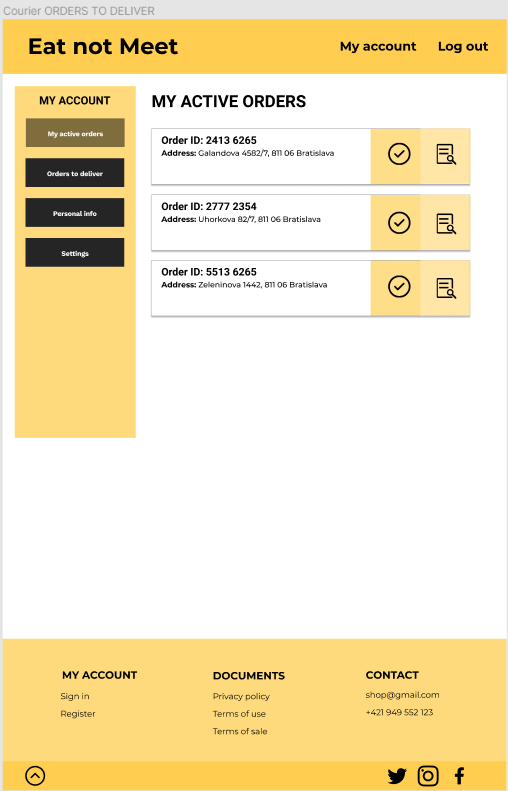 Courier ORDERS TO DELIVER
Eat not Meet
My account
Log out
MY ACCOUNT
My active orders
Orders to deliver
Personal info
Settings
MY ACTIVE ORDERS
Order ID: 2413 6265
Address: Galandova 4582/7, 811 06 Bratislava
Order ID: 2777 2354
Address: Uhorkova 82/7, 811 06 Bratislava
Order ID: 5513 6265
Address: Zeleninova 1442, 811 06 Bratislava
MY ACCOUNT
Sign in
Register
DOCUMENTS
Privacy policy
Terms of use
Terms of sale
CONTACT
shop@gmail.com
+421 949 552 123